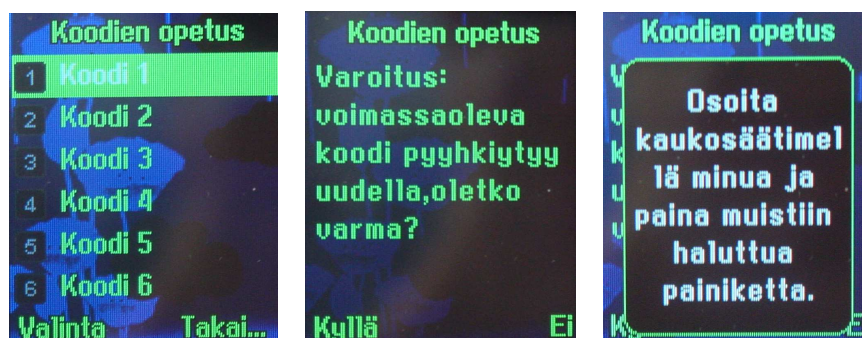 Koodien opetus
1 Koodi 1
2 Koodi 2
3 Koodi 3
4 Koodi 4
5 Koodi 5
6 Koodi 6
Valinta Takai...
Koodien opetus
Varoitus:
voimassaoleva
koodi pyyhkiytyy
uudella,oletko
varma?
Kyllä Ei
Koodien opetus
Osoita
kaukosäätimel
lä minua ja
paina muistiin
haluttua
painiketta.